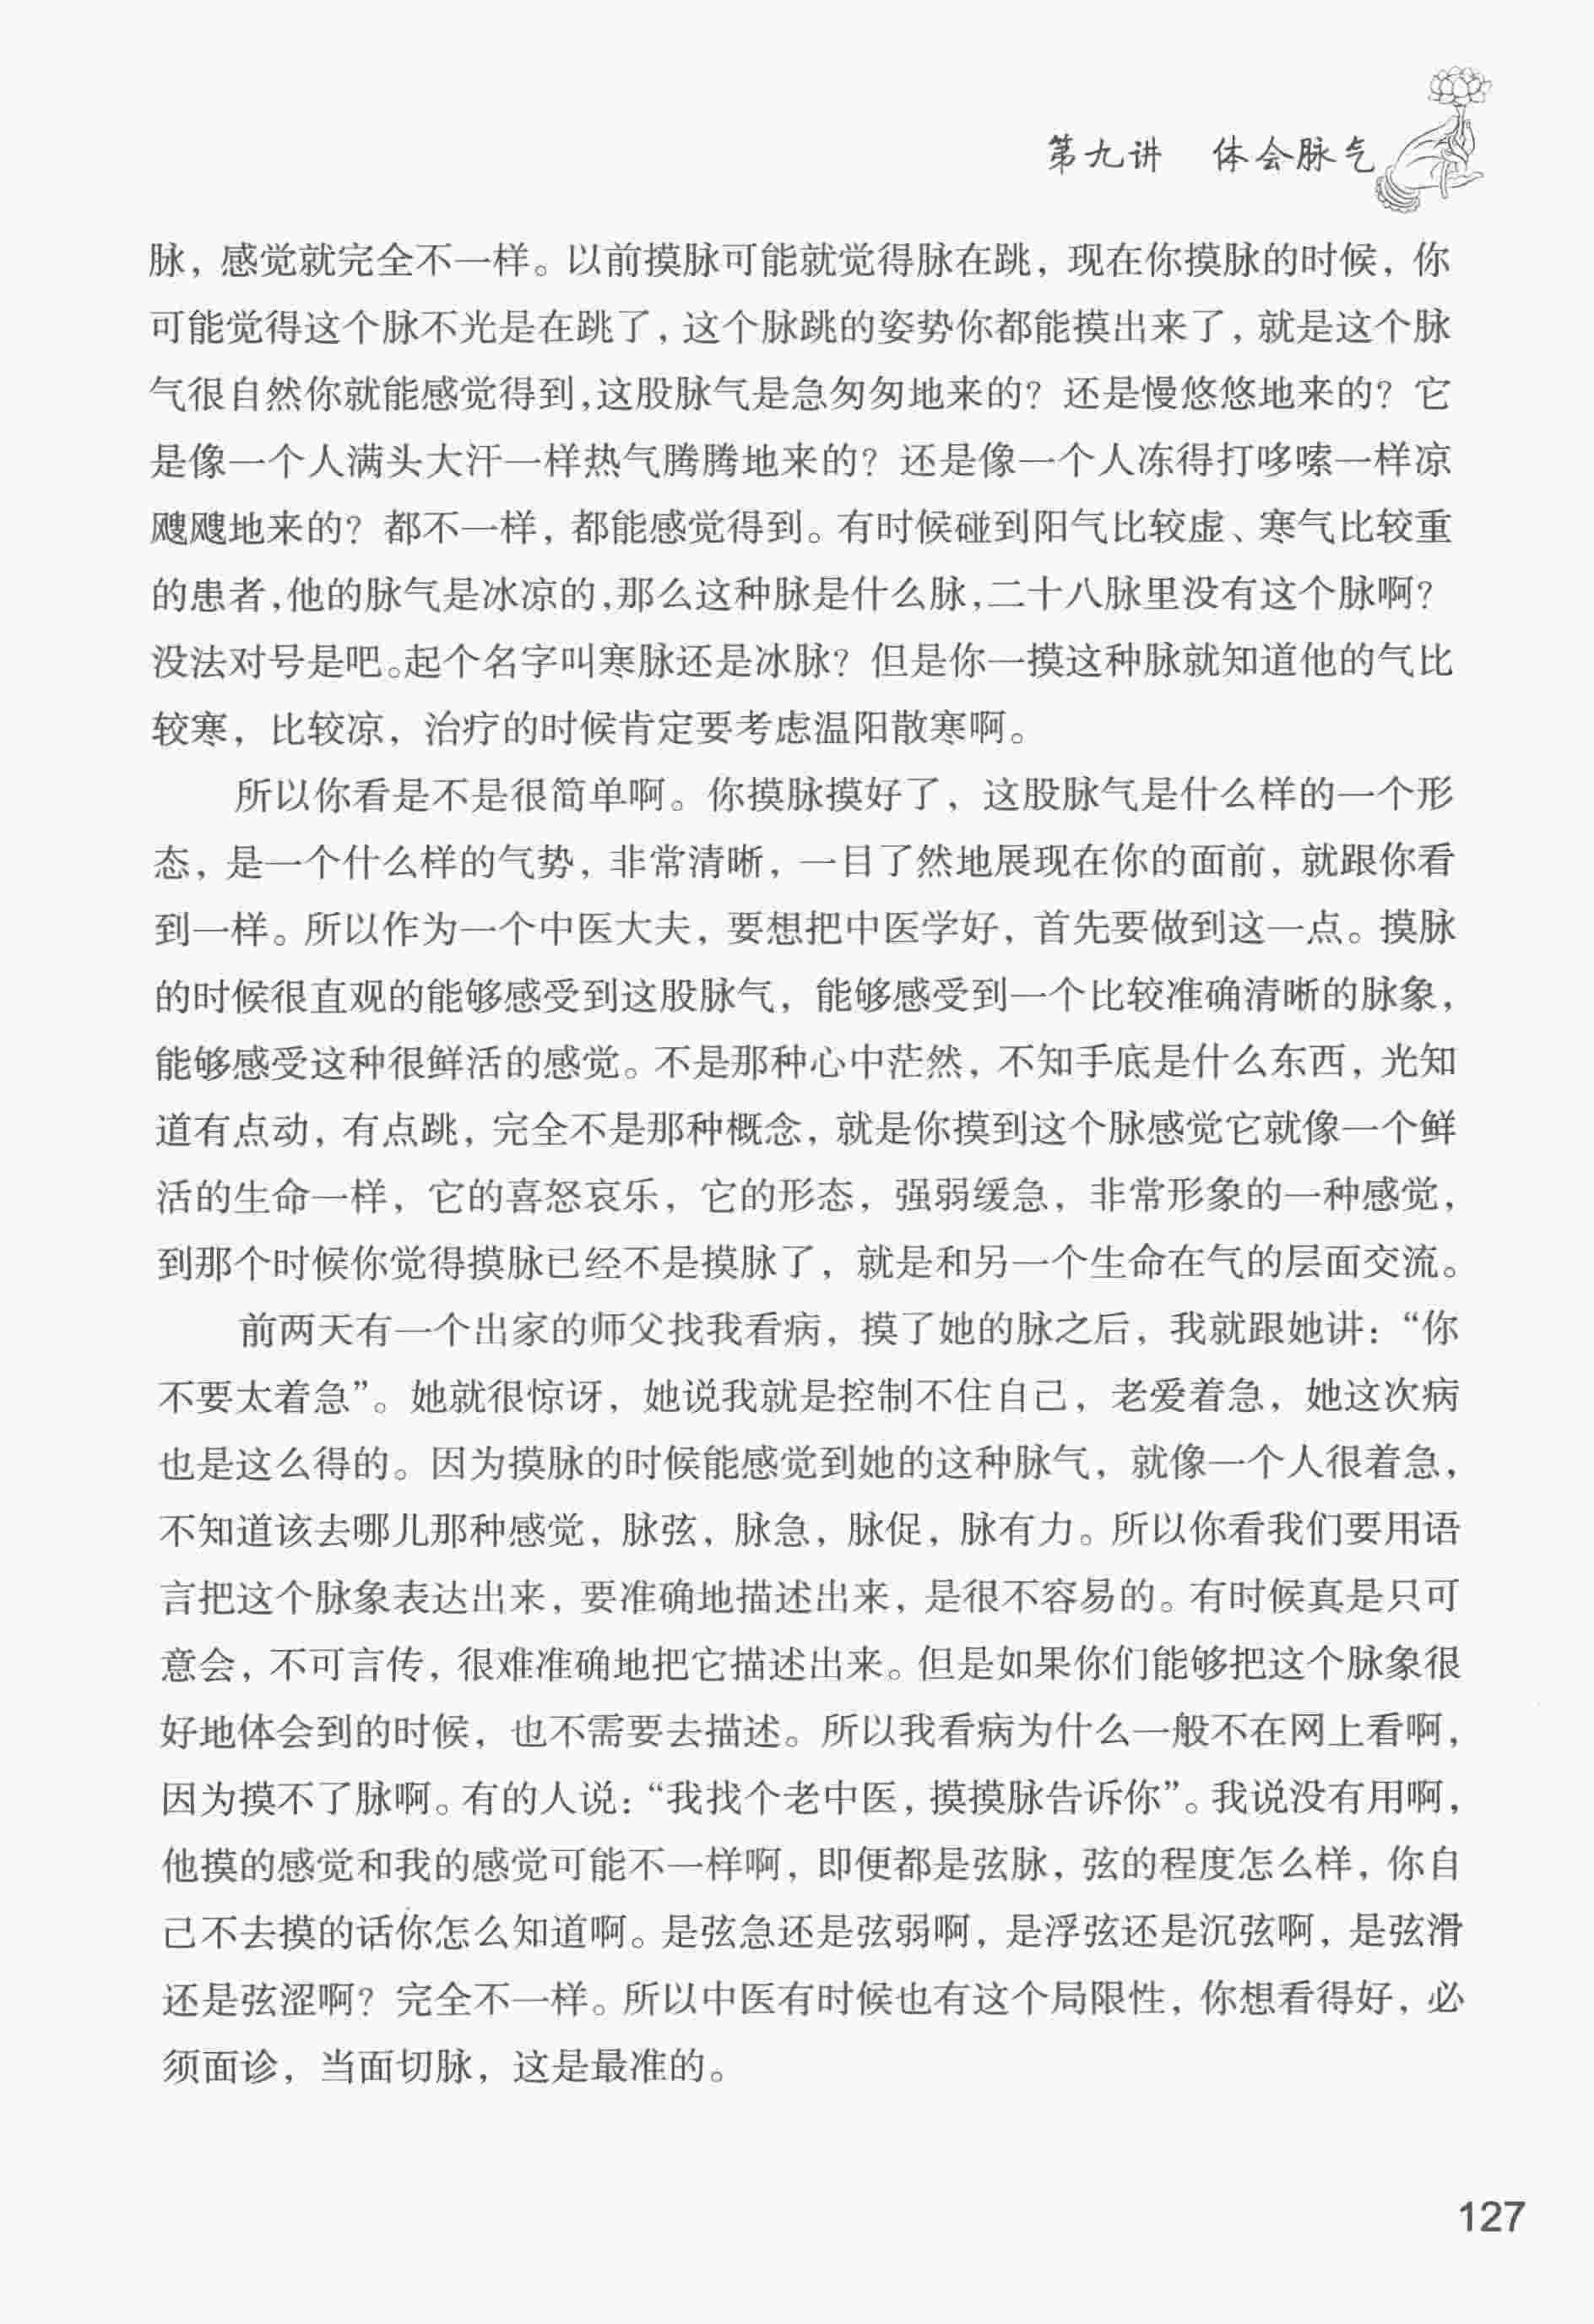 第九讲 体会脉气
脉，感觉就完全不一样。以前摸脉可能就觉得脉在跳，现在你摸脉的时候，你
可能觉得这个脉不光是在跳了，这个脉跳的姿势你都能摸出来了，就是这个脉
气很自然你就能感觉得到，这股脉气是急匆匆地来的？还是慢悠悠地来的？它
是像一个人满头大汗一样热气腾腾地来的？还是像一个人冻得打哆嗦一样凉
飕飕地来的？都不一样，都能感觉得到。有时候碰到阳气比较虚、寒气比较重
的患者，他的脉气是冰凉的，那么这种脉是什么脉，二十八脉里没有这个脉啊？
没法对号是吧。起个名字叫寒脉还是冰脉？但是你一摸这种脉就知道他的气比
较寒，比较凉，治疗的时候肯定要考虑温阳散寒啊。
所以你看是不是很简单啊。你摸脉摸好了，这股脉气是什么样的一个形
态，是一个什么样的气势，非常清晰，一目了然地展现在你的面前，就跟你看
到一样。所以作为一个中医大夫，要想把中医学好，首先要做到这一点。摸脉
的时候很直观的能够感受到这股脉气，能够感受到一个比较准确清晰的脉象，
能够感受这种很鲜活的感觉。不是那种心中茫然，不知手底是什么东西，光知
道有点动，有点跳，完全不是那种概念，就是你摸到这个脉感觉它就像一个鲜
活的生命一样，它的喜怒哀乐，它的形态，强弱缓急，非常形象的一种感觉，
到那个时候你觉得摸脉已经不是摸脉了，就是和另一个生命在气的层面交流。
前两天有一个出家的师父找我看病，摸了她的脉之后，我就跟她讲：“你
不要太着急”。她就很惊讶，她说我就是控制不住自己，老爱着急，她这次病
也是这么得的。因为摸脉的时候能感觉到她的这种脉气，就像一个人很着急，
不知道该去哪儿那种感觉，脉弦，脉急，脉促，脉有力。所以你看我们要用语
言把这个脉象表达出来，要准确地描述出来，是很不容易的。有时候真是只可
意会，不可言传，很难准确地把它描述出来。但是如果你们能够把这个脉象很
好地体会到的时候，也不需要去描述。所以我看病为什么一般不在网上看啊，
因为摸不了脉啊。有的人说：“我找个老中医，摸摸脉告诉你”。我说没有用啊，
他摸的感觉和我的感觉可能不一样啊，即便都是弦脉，弦的程度怎么样，你自
己不去摸的话你怎么知道啊。是弦急还是弦弱啊，是浮弦还是沉弦啊，是弦滑
还是弦涩啊？完全不一样。所以中医有时候也有这个局限性，你想看得好，必
须面诊，当面切脉，这是最准的。
127